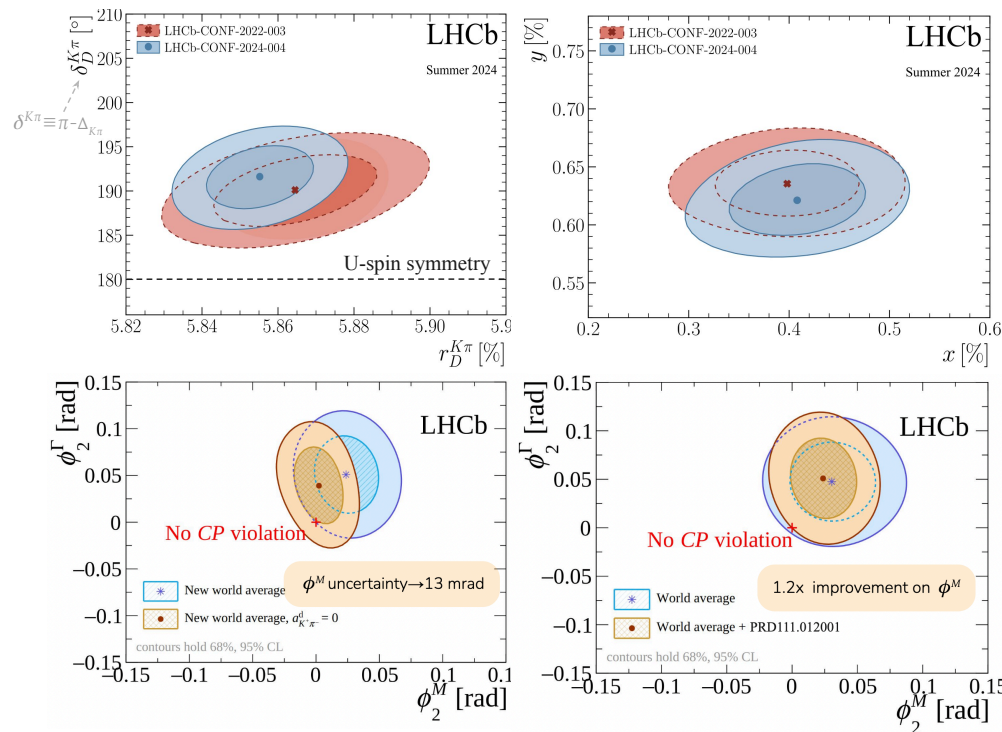 δ_D^{Kπ} [°]
210
205
200
195
190
185
180
5.82
5.84
5.86
5.88
5.90
5.9
r_D^{Kπ} [%]
LHCb-CONF-2022-003
LHCb-CONF-2024-004
LHCb
Summer 2024
δ^{Kπ}≡π-Δ_{Kπ}
U-spin symmetry
y [%]
0.75
0.70
0.65
0.60
0.55
0.2
0.3
0.4
0.5
0.6
x [%]
LHCb-CONF-2022-003
LHCb-CONF-2024-004
LHCb
Summer 2024
ϕ_2^Γ [rad]
0.15
0.1
0.05
0
−0.05
−0.1
−0.15
−0.15
−0.1
−0.05
0
0.05
0.1
0.1
ϕ_2^M [rad]
LHCb
No CP violation
ϕ^M uncertainty→13 mrad
New world average
New world average, a^d_{K⁺π⁻} = 0
contours hold 68%, 95% CL
ϕ_2^Γ [rad]
0.15
0.1
0.05
0
−0.05
−0.1
−0.15
−0.15
−0.1
−0.05
0
0.05
0.1
0.15
ϕ_2^M [rad]
LHCb
No CP violation
1.2x improvement on ϕ^M
World average
World average + PRD111.012001
contours hold 68%, 95% CL